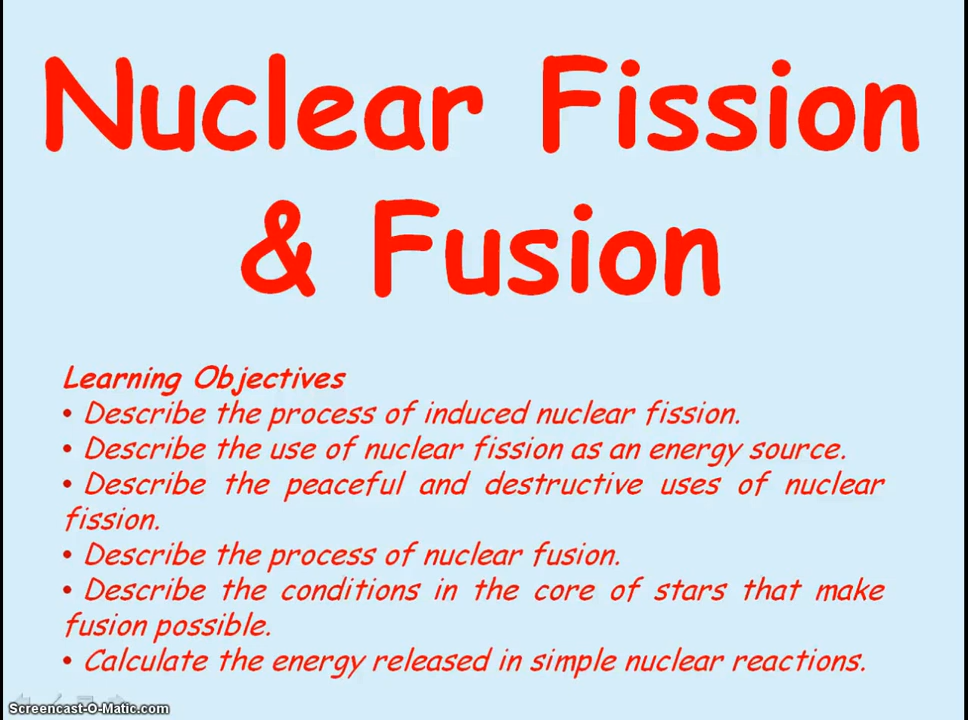 Nuclear Fission
& Fusion
Learning Objectives
• Describe the process of induced nuclear fission.
• Describe the use of nuclear fission as an energy source.
• Describe the peaceful and destructive uses of nuclear
fission.
• Describe the process of nuclear fusion.
• Describe the conditions in the core of stars that make
fusion possible.
• Calculate the energy released in simple nuclear reactions.
Screencast-O-Matic.com